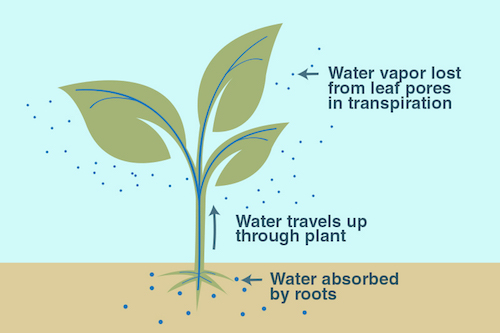 Water vapor lost
from leaf pores
in transpiration
Water travels up
through plant
Water absorbed
by roots